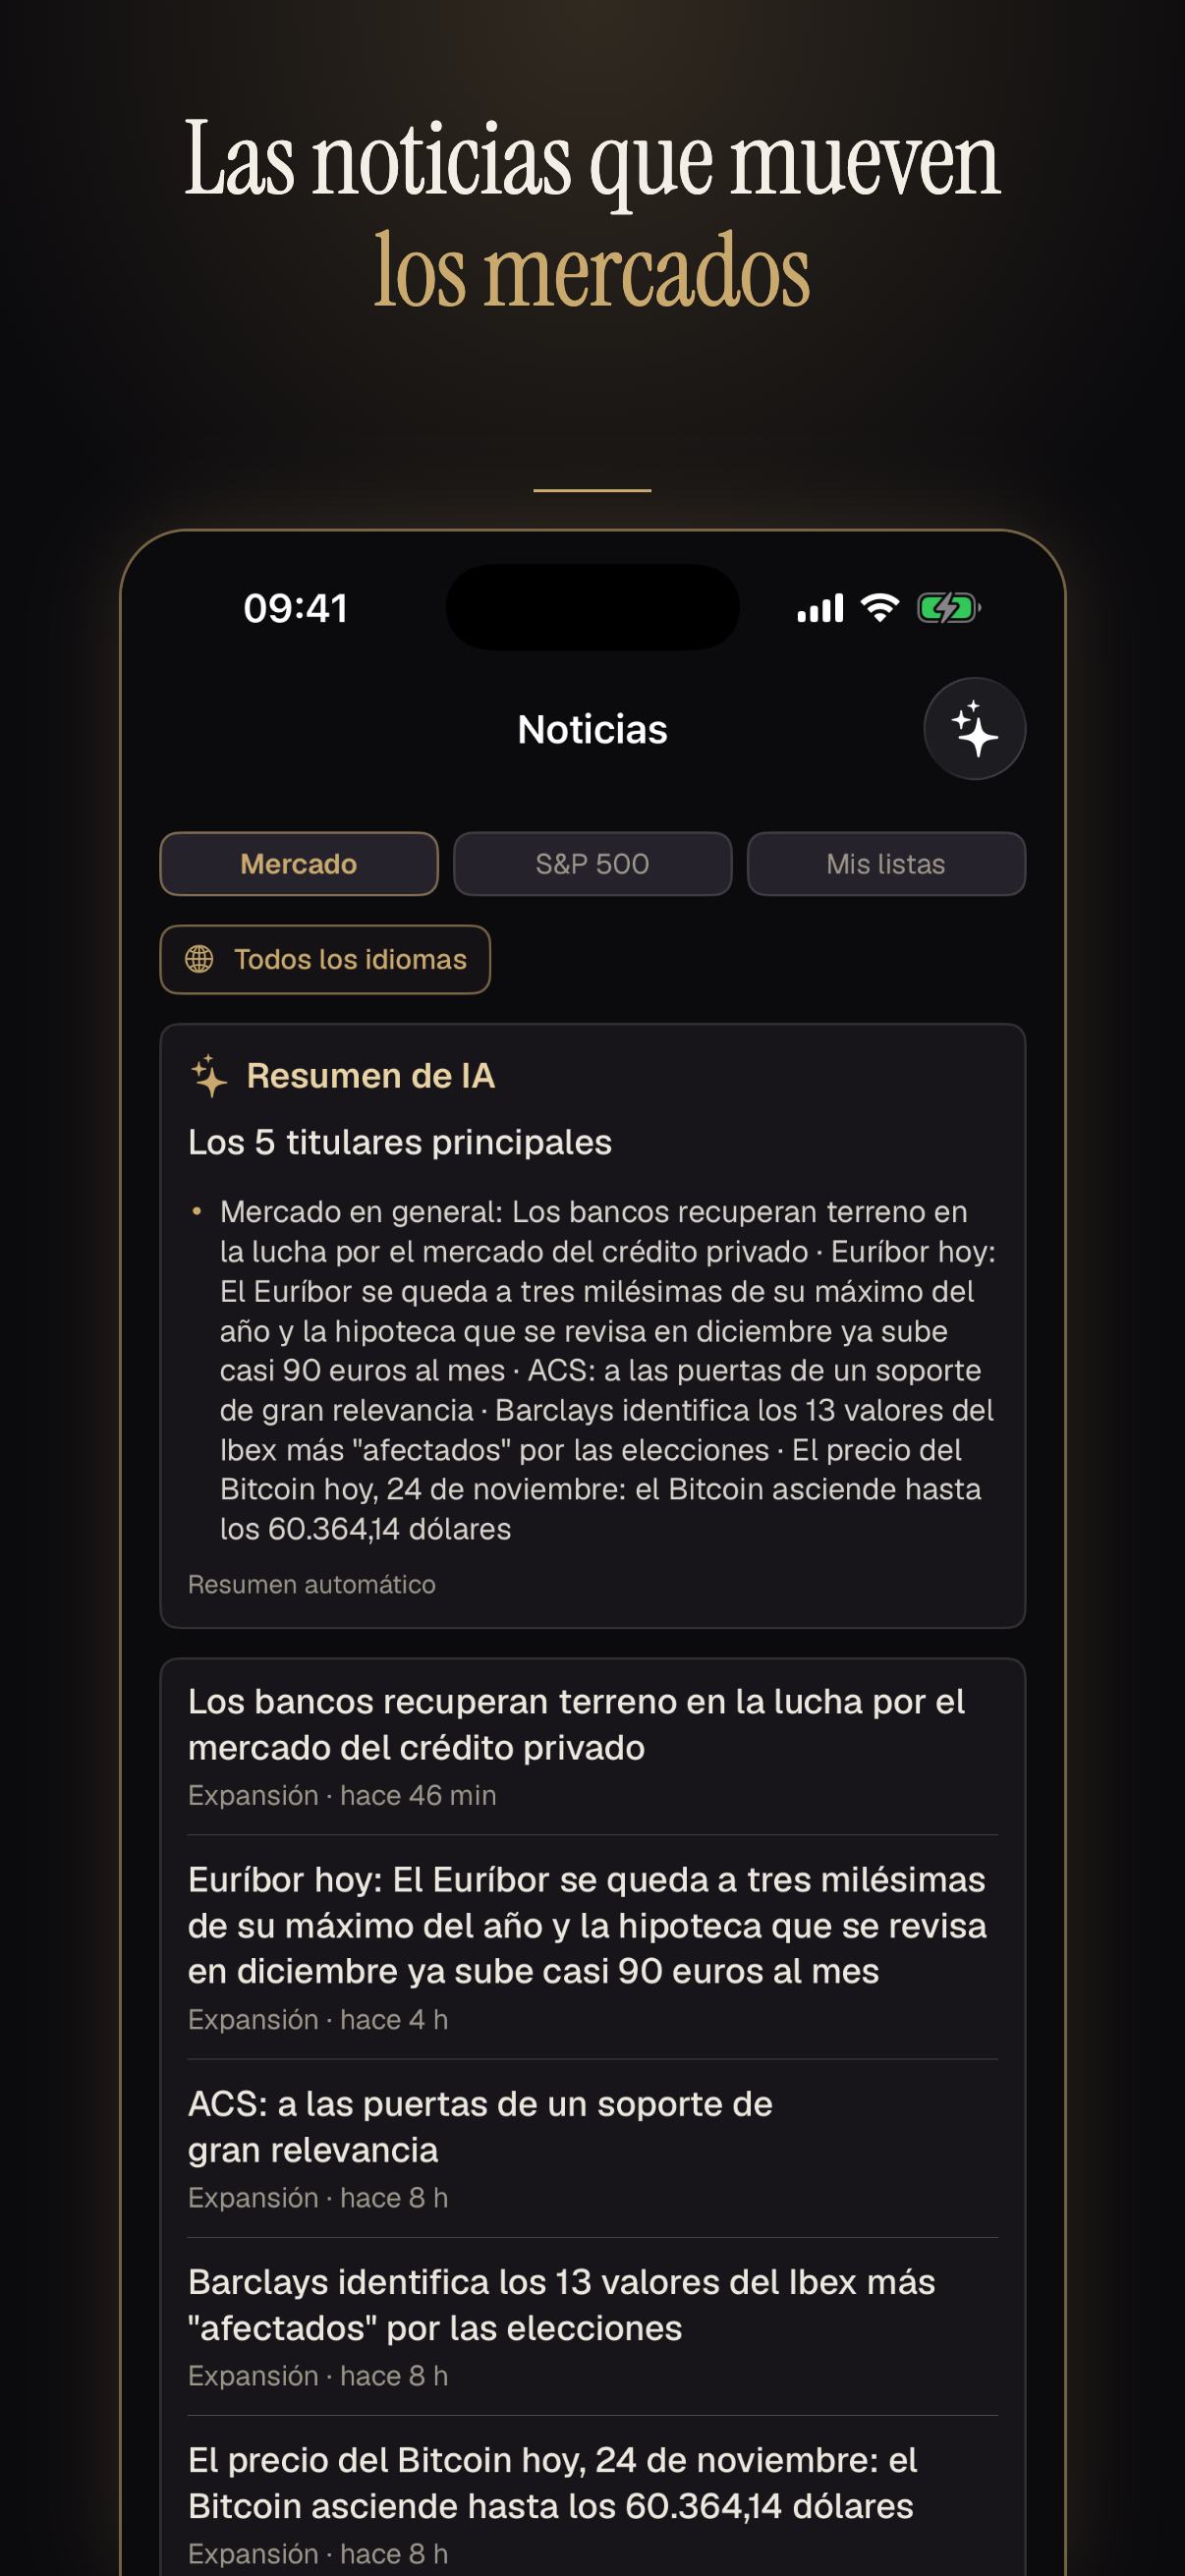 Las noticias que mueven
los mercados
09:41
Noticias
Mercado
S&P 500
Mis listas
Todos los idiomas
Resumen de IA
Los 5 titulares principales
• Mercado en general: Los bancos recuperan terreno en
la lucha por el mercado del crédito privado · Euríbor hoy:
El Euríbor se queda a tres milésimas de su máximo del
año y la hipoteca que se revisa en diciembre ya sube
casi 90 euros al mes · ACS: a las puertas de un soporte
de gran relevancia · Barclays identifica los 13 valores del
Ibex más "afectados" por las elecciones · El precio del
Bitcoin hoy, 24 de noviembre: el Bitcoin asciende hasta
los 60.364,14 dólares
Resumen automático
Los bancos recuperan terreno en la lucha por el
mercado del crédito privado
Expansión · hace 46 min
Euríbor hoy: El Euríbor se queda a tres milésimas
de su máximo del año y la hipoteca que se revisa
en diciembre ya sube casi 90 euros al mes
Expansión · hace 4 h
ACS: a las puertas de un soporte de
gran relevancia
Expansión · hace 8 h
Barclays identifica los 13 valores del Ibex más
"afectados" por las elecciones
Expansión · hace 8 h
El precio del Bitcoin hoy, 24 de noviembre: el
Bitcoin asciende hasta los 60.364,14 dólares
Expansión · hace 8 h